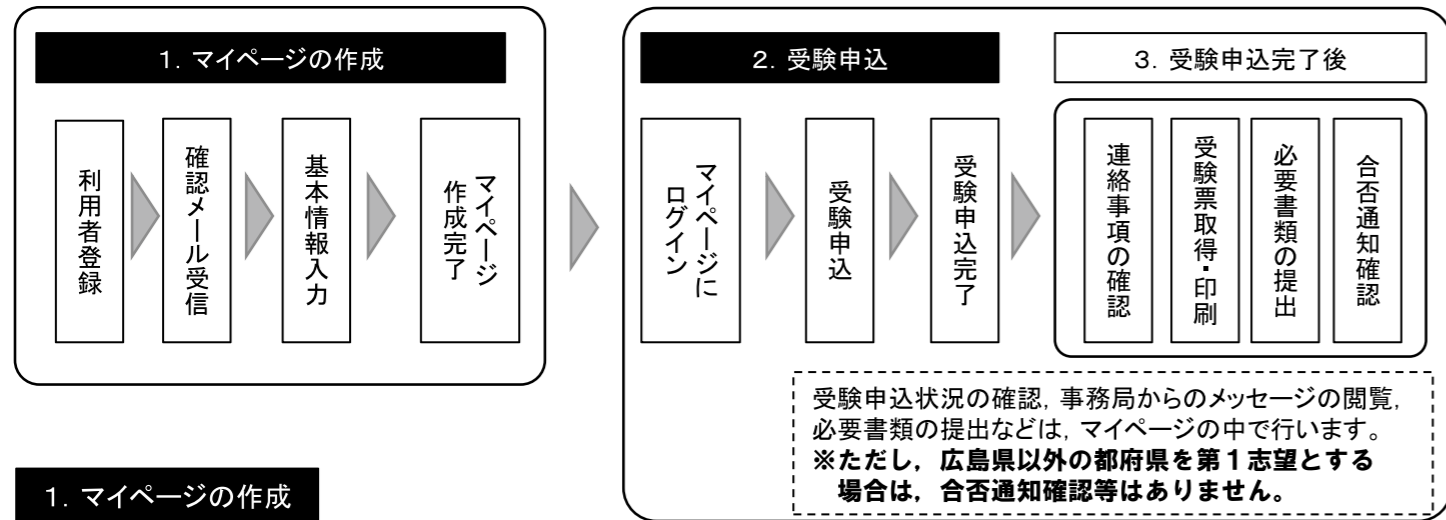 1．マイページの作成
利用者登録
確認メール受信
基本情報入力
マイページ
作成完了
2．受験申込
マイページに
ログイン
受験申込
受験申込完了
3．受験申込完了後
連絡事項の確認
受験票取得・印刷
必要書類の提出
合否通知確認
受験申込状況の確認，事務局からのメッセージの閲覧，
必要書類の提出などは，マイページの中で行います。
※ただし，広島県以外の都府県を第１志望とする
場合は，合否通知確認等はありません。
1．マイページの作成